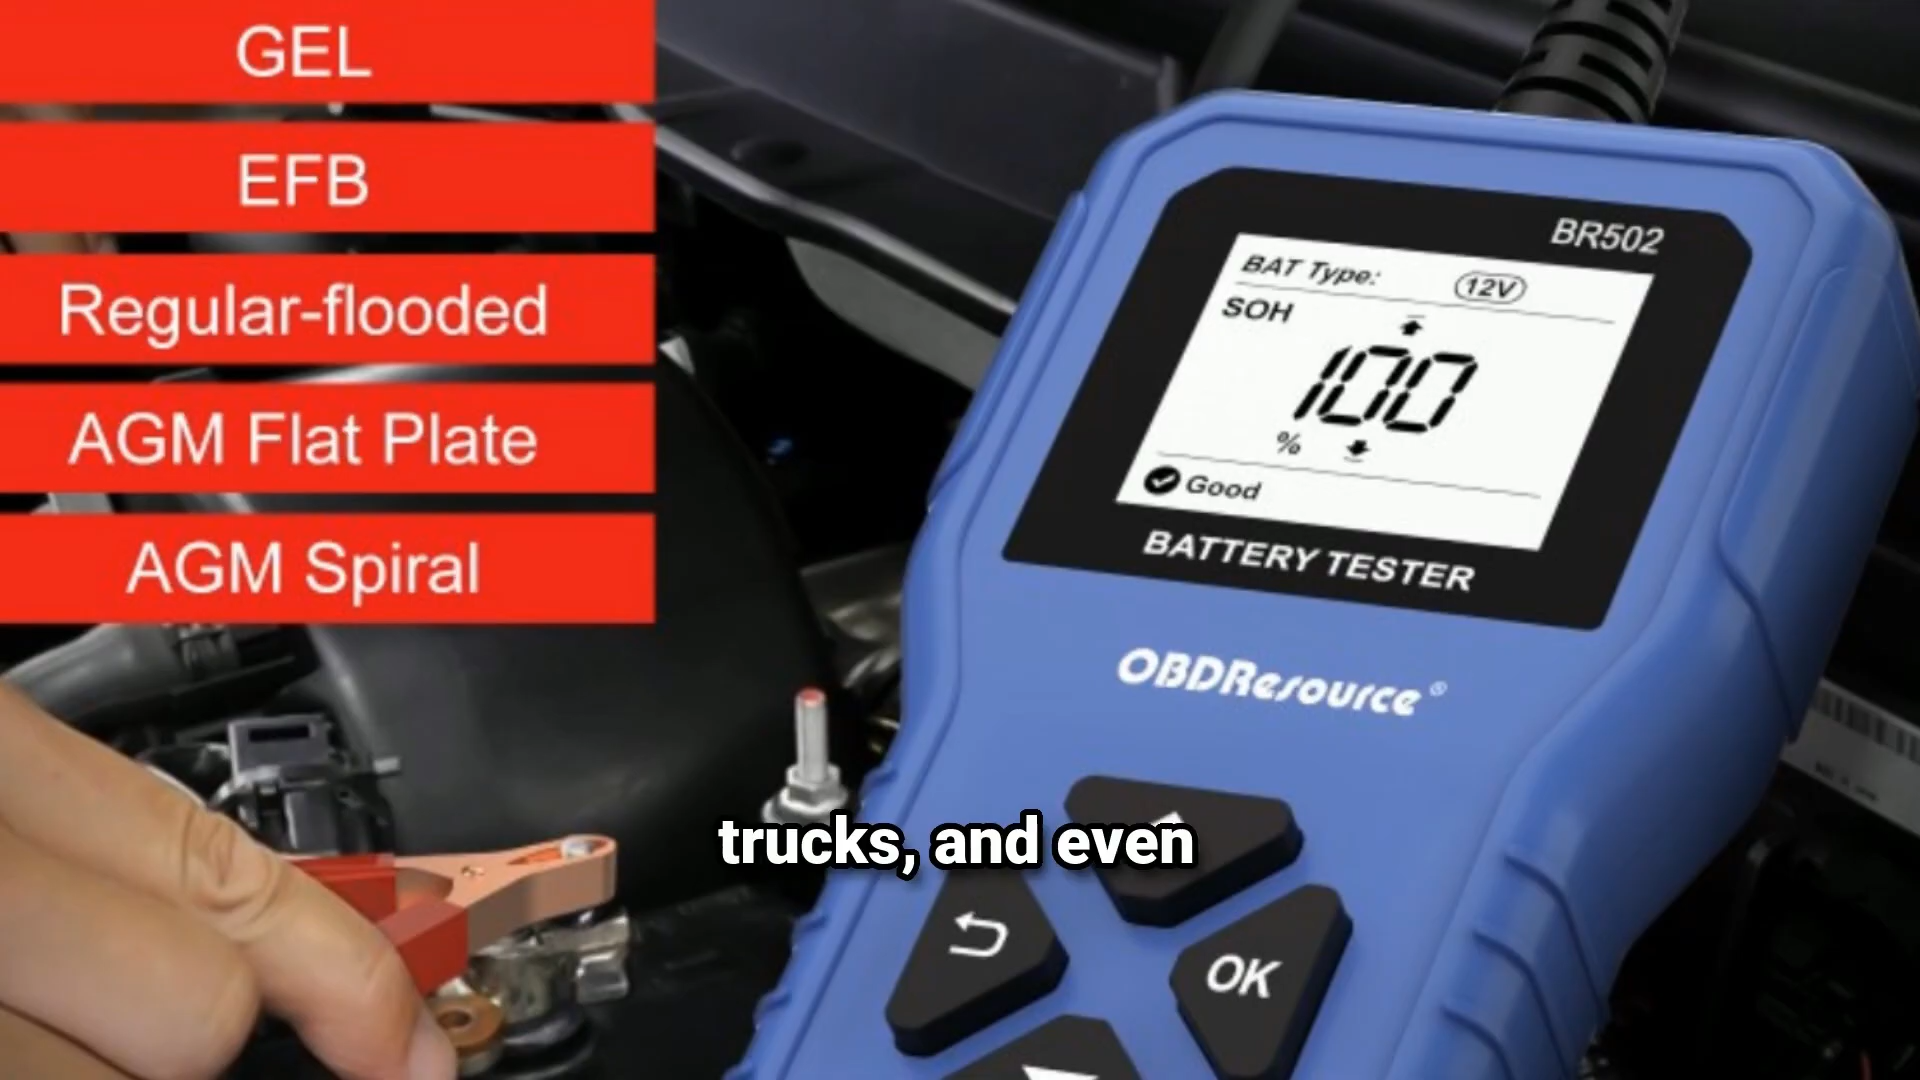 GEL
EFB
Regular-flooded
AGM Flat Plate
AGM Spiral
BR502
BAT Type: 12V
SOH
100
%
Good
BATTERY TESTER
OBDResource®
trucks, and even
OK